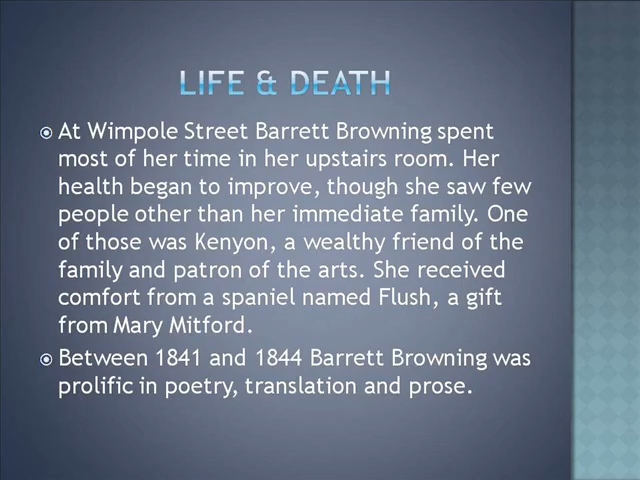 LIFE & DEATH
At Wimpole Street Barrett Browning spent
most of her time in her upstairs room. Her
health began to improve, though she saw few
people other than her immediate family. One
of those was Kenyon, a wealthy friend of the
family and patron of the arts. She received
comfort from a spaniel named Flush, a gift
from Mary Mitford.
Between 1841 and 1844 Barrett Browning was
prolific in poetry, translation and prose.